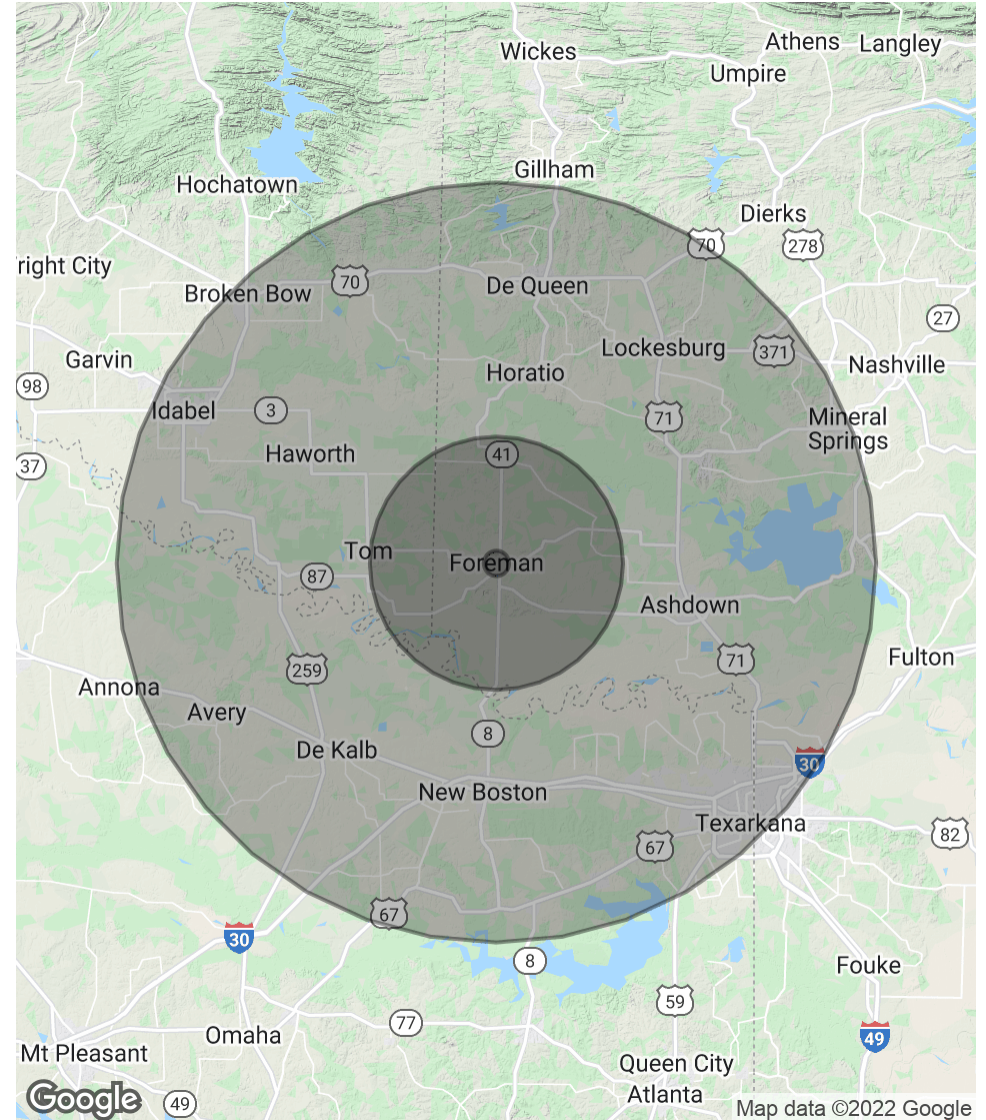 Wickes
Athens
Langley
Umpire
Gillham
Hochatown
Dierks
70
278
right City
70
De Queen
Broken Bow
27
Lockesburg
371
Garvin
Nashville
Horatio
98
Idabel
3
71
Mineral
Springs
Haworth
41
37
Tom
Foreman
87
Ashdown
Fulton
71
259
Annona
Avery
8
De Kalb
30
New Boston
Texarkana
82
67
67
30
8
Fouke
59
77
Omaha
49
Mt Pleasant
Queen City
Atlanta
Google
49
Map data ©2022 Google